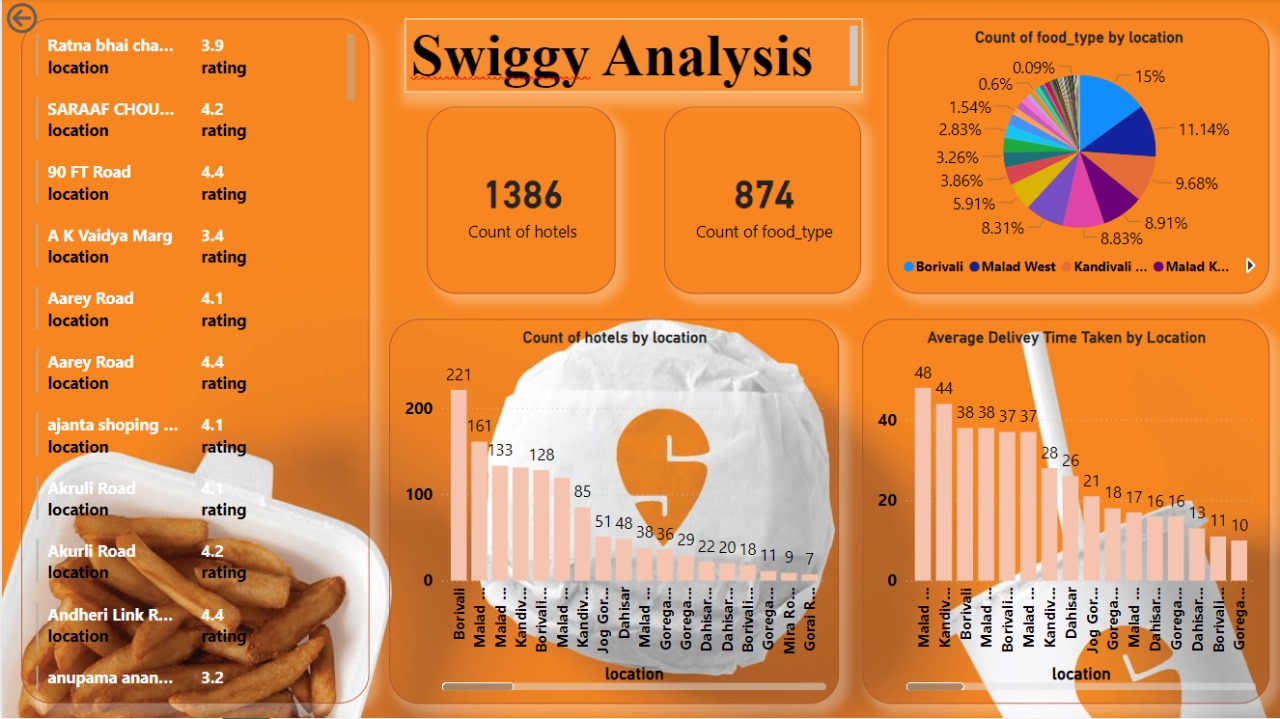 Ratna bhai cha... 3.9
location rating
SARAAF CHOU... 4.2
location rating
90 FT Road 4.4
location rating
A K Vaidya Marg 3.4
location rating
Aarey Road 4.1
location rating
Aarey Road 4.4
location rating
ajanta shoping ... 4.1
location rating
Akruli Road 4.1
location rating
Akurli Road 4.2
location rating
Andheri Link R... 4.4
location rating
anupama anan... 3.2
Swiggy Analysis
1386
Count of hotels
874
Count of food_type
Count of food_type by location
0.09%
15%
0.6%
1.54%
11.14%
2.83%
3.26%
9.68%
3.86%
5.91%
8.91%
8.31%
8.83%
Borivali Malad West Kandivali ... Malad K...
Count of hotels by location
221
200
161
133
128
100
85
51 48 38 36 29 22 20 18 11 9 7
0
Borivali
Malad ...
Kandiv...
Borivali...
Malad ...
Kandiv...
Jog Gor...
Dahisar
Malad ...
Gorega...
Gorega...
Dahisar...
Dahisar...
Borivali...
Gorega...
Mira Ro...
Gorai R...
location
Average Delivey Time Taken by Location
48
44
40
38 38 37 37
28 26
21
20
18 17 16 16 13 11 10
0
Malad ...
Kandiv...
Borivali
Malad ...
Borivali...
Malad ...
Kandiv...
Dahisar
Jog Gor...
Gorega...
Malad ...
Dahisar...
Gorega...
Dahisar...
Borivali...
Gorega...
location